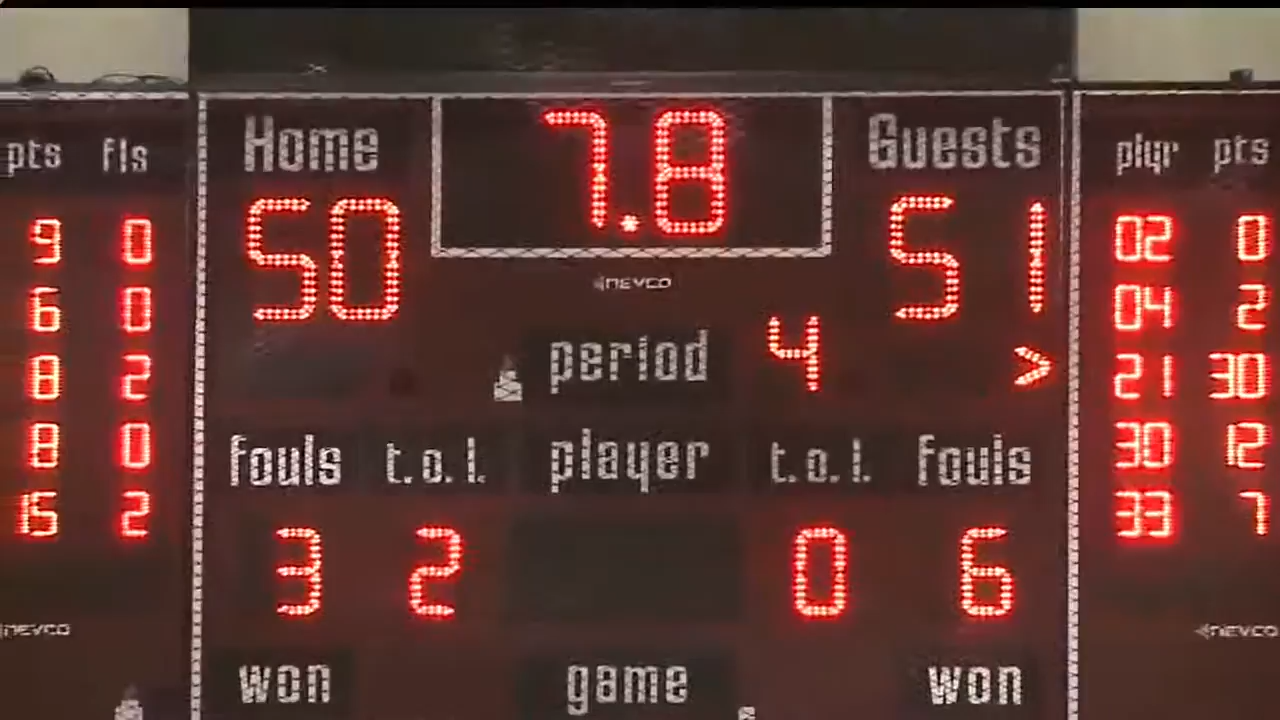 pts fls
9 0
6 0
8 2
8 0
15 2
NEVCO
Home 7.8 Guests
50 51
NEVCO
period 4 >
fouls t.o.l. player t.o.l. fouls
3 2 0 6
won game won
plyr pts
02 0
04 2
21 30
30 12
33 7
NEVCO